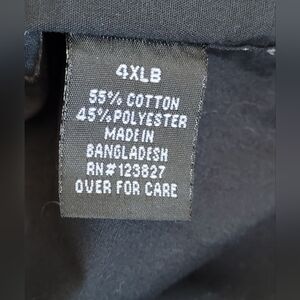 4XLB
55% COTTON
45% POLYESTER
MADE IN
BANGLADESH
RN#123827
OVER FOR CARE